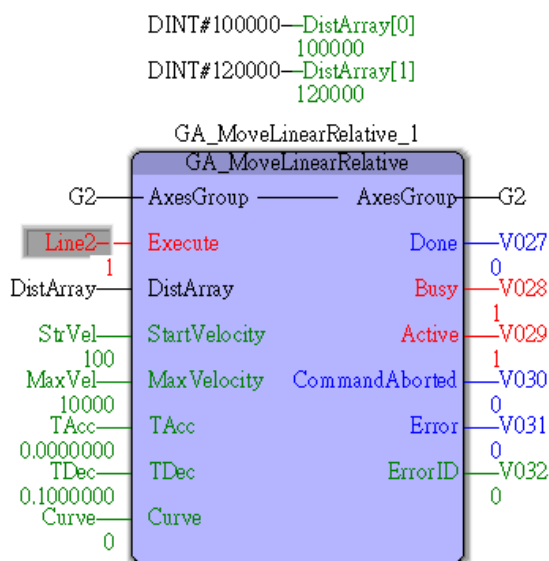 DINT#100000 DistArray[0]
100000
DINT#120000 DistArray[1]
120000
GA_MoveLinearRelative_1
GA_MoveLinearRelative
G2 AxesGroup AxesGroup G2
Line2 Execute Done V027
1 0
DistArray DistArray Busy V028
1
StrVel StartVelocity Active V029
100 1
MaxVel MaxVelocity CommandAborted V030
10000 0
TAcc TAcc Error V031
0.0000000 0
TDec TDec ErrorID V032
0.1000000 0
Curve Curve
0